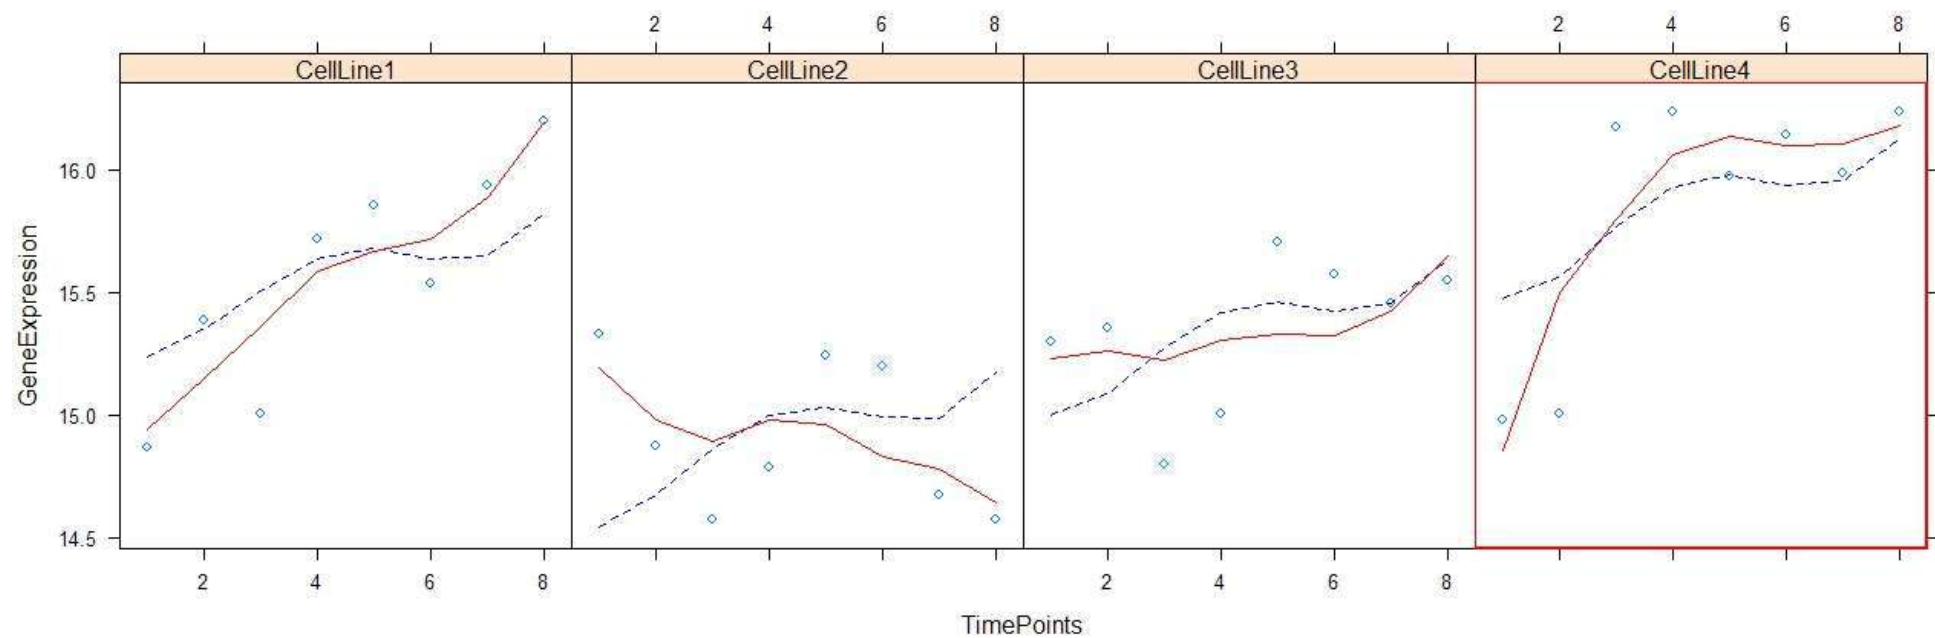 2 4 6 8 2 4 6 8
CellLine1 CellLine2 CellLine3 CellLine4
GeneExpression
16.0
15.5
15.0
14.5
2 4 6 8 2 4 6 8
TimePoints